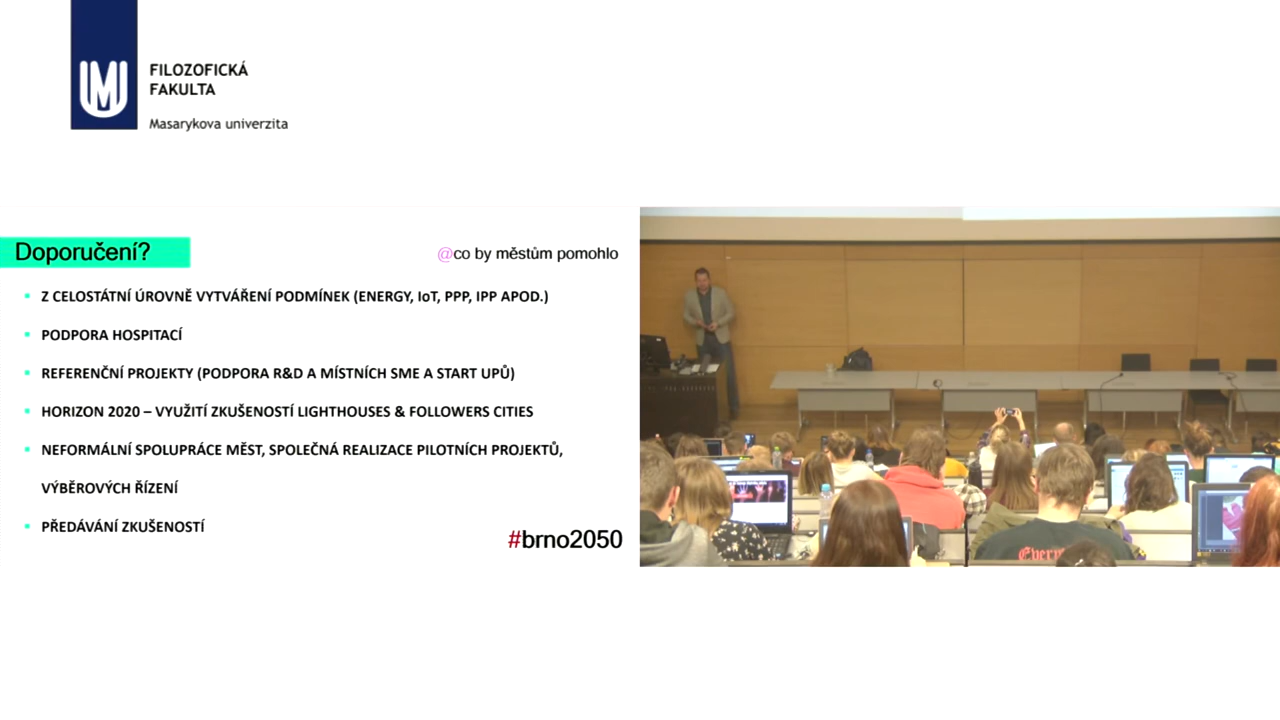 FILOZOFICKÁ
FAKULTA
Masarykova univerzita
Doporučení?
@co by městům pomohlo
Z CELOSTÁTNÍ ÚROVNĚ VYTVÁŘENÍ PODMÍNEK (ENERGY, IoT, PPP, IPP APOD.)
PODPORA HOSPITACÍ
REFERENČNÍ PROJEKTY (PODPORA R&D A MÍSTNÍCH SME A START UPŮ)
HORIZON 2020 – VYUŽITÍ ZKUŠENOSTÍ LIGHTHOUSES & FOLLOWERS CITIES
NEFORMÁLNÍ SPOLUPRÁCE MĚST, SPOLEČNÁ REALIZACE PILOTNÍCH PROJEKTŮ,
VÝBĚROVÝCH ŘÍZENÍ
PŘEDÁVÁNÍ ZKUŠENOSTÍ
#brno2050